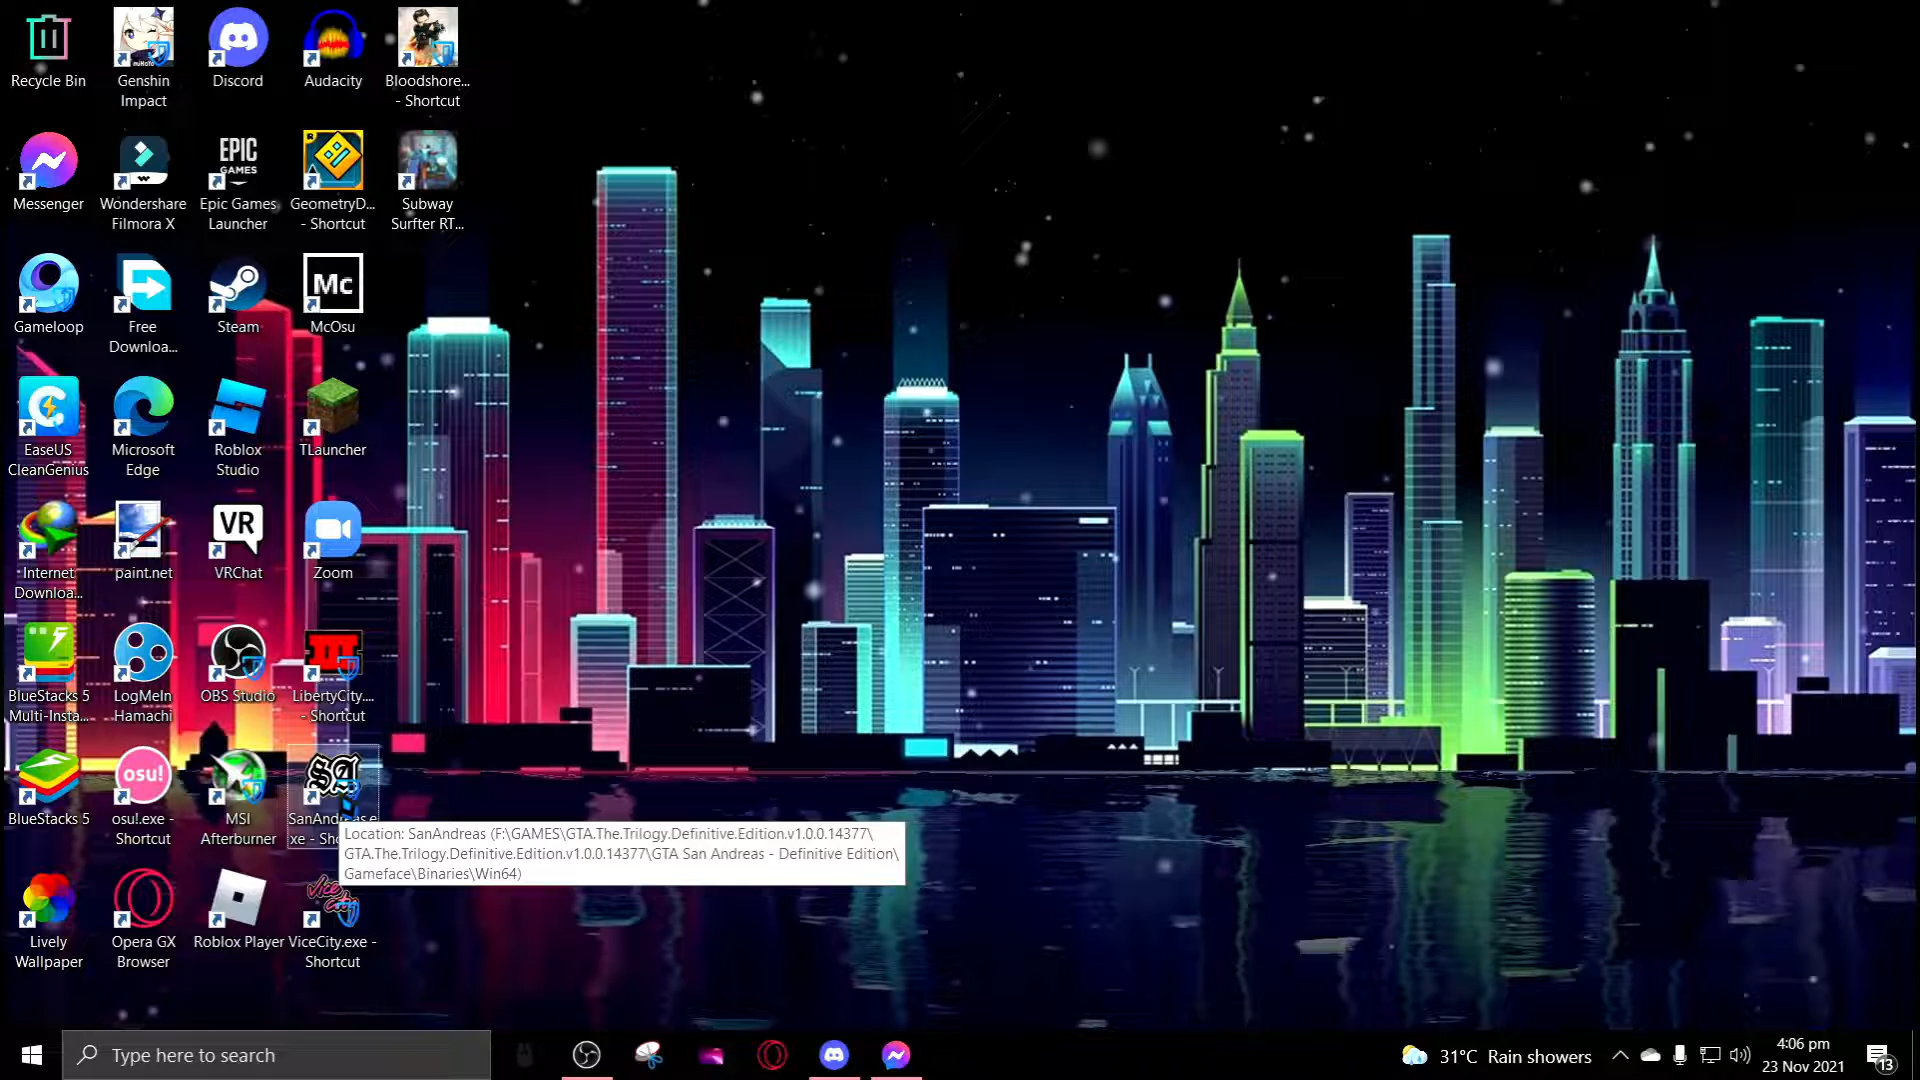 Recycle Bin
Genshin
Impact
Discord
Audacity
Bloodshore...
- Shortcut
Messenger
Wondershare
Filmora X
EPIC
GAMES
Epic Games
Launcher
GeometryD...
- Shortcut
Subway
Surfter RT...
Gameloop
Free
Downloa...
Steam
Mc
McOsu
EaseUS
CleanGenius
Microsoft
Edge
Roblox
Studio
TLauncher
Internet
Downloa...
paint.net
VR
VRChat
Zoom
BlueStacks 5
Multi-Insta...
LogMeIn
Hamachi
OBS Studio
III
LibertyCity....
- Shortcut
BlueStacks 5
osu!
osu!.exe -
Shortcut
MSI
Afterburner
SA
SanAndreas.e
xe - Sho
Location: SanAndreas (F:\GAMES\GTA.The.Trilogy.Definitive.Edition.v1.0.0.14377\
GTA.The.Trilogy.Definitive.Edition.v1.0.0.14377\GTA San Andreas - Definitive Edition\
Gameface\Binaries\Win64)
Lively
Wallpaper
Opera GX
Browser
Roblox Player
Vice City
ViceCity.exe -
Shortcut
Type here to search
31°C Rain showers
4:06 pm
23 Nov 2021
13